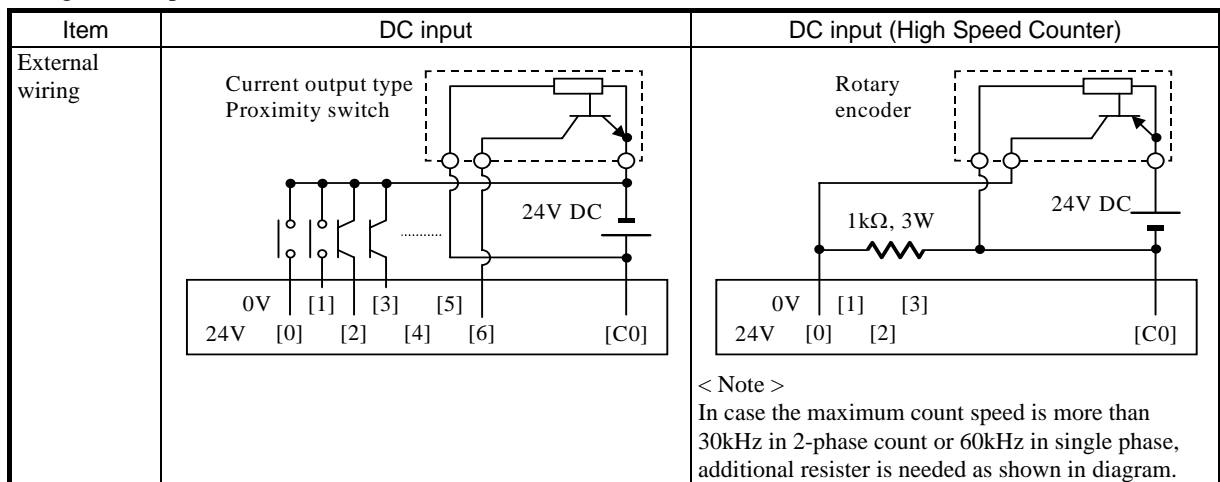 Item
DC input
DC input (High Speed Counter)
External
wiring
Current output type
Proximity switch
24V DC
0V [1] [3] [5]
24V [0] [2] [4] [6] [C0]
Rotary
encoder
24V DC
1kΩ, 3W
0V [1] [3]
24V [0] [2] [C0]
< Note >
In case the maximum count speed is more than
30kHz in 2-phase count or 60kHz in single phase,
additional resister is needed as shown in diagram.